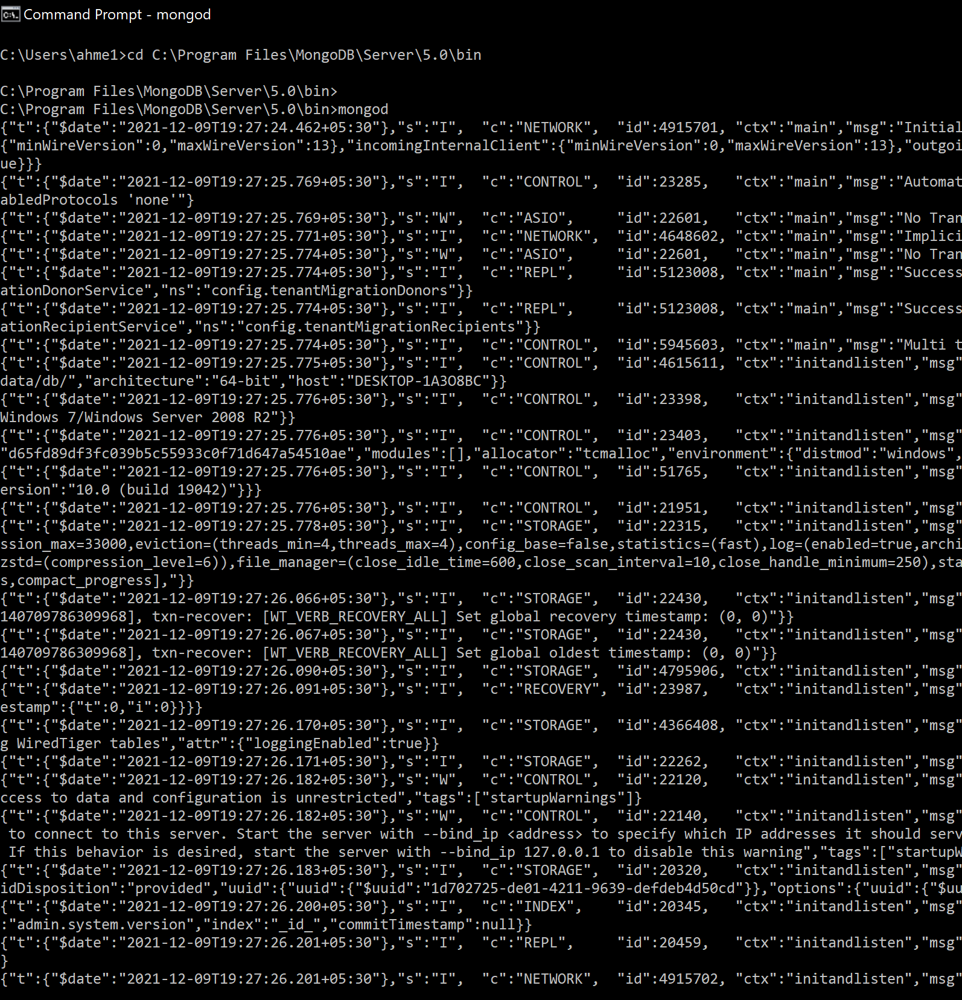 Command Prompt - mongod
C:\Users\ahme1>cd C:\Program Files\MongoDB\Server\5.0\bin
C:\Program Files\MongoDB\Server\5.0\bin>
C:\Program Files\MongoDB\Server\5.0\bin>mongod
{"t":{"$date":"2021-12-09T19:27:24.462+05:30"},"s":"I",  "c":"NETWORK",  "id":4915701, "ctx":"main","msg":"Initial
{"minWireVersion":0,"maxWireVersion":13},"incomingInternalClient":{"minWireVersion":0,"maxWireVersion":13},"outgoi
ue}}}
{"t":{"$date":"2021-12-09T19:27:25.769+05:30"},"s":"I",  "c":"CONTROL",  "id":23285,   "ctx":"main","msg":"Automat
abledProtocols 'none'"}
{"t":{"$date":"2021-12-09T19:27:25.769+05:30"},"s":"W",  "c":"ASIO",     "id":22601,   "ctx":"main","msg":"No Tran
{"t":{"$date":"2021-12-09T19:27:25.771+05:30"},"s":"I",  "c":"NETWORK",  "id":4648602, "ctx":"main","msg":"Implici
{"t":{"$date":"2021-12-09T19:27:25.774+05:30"},"s":"W",  "c":"ASIO",     "id":22601,   "ctx":"main","msg":"No Tran
{"t":{"$date":"2021-12-09T19:27:25.774+05:30"},"s":"I",  "c":"REPL",     "id":5123008, "ctx":"main","msg":"Success
ationDonorService","ns":"config.tenantMigrationDonors"}}
{"t":{"$date":"2021-12-09T19:27:25.774+05:30"},"s":"I",  "c":"REPL",     "id":5123008, "ctx":"main","msg":"Success
ationRecipientService","ns":"config.tenantMigrationRecipients"}}
{"t":{"$date":"2021-12-09T19:27:25.774+05:30"},"s":"I",  "c":"CONTROL",  "id":5945603, "ctx":"main","msg":"Multi t
{"t":{"$date":"2021-12-09T19:27:25.775+05:30"},"s":"I",  "c":"CONTROL",  "id":4615611, "ctx":"initandlisten","msg"
data/db/","architecture":"64-bit","host":"DESKTOP-1A3O8BC"}}
{"t":{"$date":"2021-12-09T19:27:25.776+05:30"},"s":"I",  "c":"CONTROL",  "id":23398,   "ctx":"initandlisten","msg"
Windows 7/Windows Server 2008 R2"}}
{"t":{"$date":"2021-12-09T19:27:25.776+05:30"},"s":"I",  "c":"CONTROL",  "id":23403,   "ctx":"initandlisten","msg"
"d65fd89df3fc039b5c55933c0f71d647a54510ae","modules":[],"allocator":"tcmalloc","environment":{"distmod":"windows",
{"t":{"$date":"2021-12-09T19:27:25.776+05:30"},"s":"I",  "c":"CONTROL",  "id":51765,   "ctx":"initandlisten","msg"
ersion":"10.0 (build 19042)"}}}
{"t":{"$date":"2021-12-09T19:27:25.776+05:30"},"s":"I",  "c":"CONTROL",  "id":21951,   "ctx":"initandlisten","msg"
{"t":{"$date":"2021-12-09T19:27:25.778+05:30"},"s":"I",  "c":"STORAGE",  "id":22315,   "ctx":"initandlisten","msg"
ssion_max=33000,eviction=(threads_min=4,threads_max=4),config_base=false,statistics=(fast),log=(enabled=true,archi
zstd=(compression_level=6)),file_manager=(close_idle_time=600,close_scan_interval=10,close_handle_minimum=250),sta
s,compact_progress],"}}
{"t":{"$date":"2021-12-09T19:27:26.066+05:30"},"s":"I",  "c":"STORAGE",  "id":22430,   "ctx":"initandlisten","msg"
140709786309968], txn-recover: [WT_VERB_RECOVERY_ALL] Set global recovery timestamp: (0, 0)"}}
{"t":{"$date":"2021-12-09T19:27:26.067+05:30"},"s":"I",  "c":"STORAGE",  "id":22430,   "ctx":"initandlisten","msg"
140709786309968], txn-recover: [WT_VERB_RECOVERY_ALL] Set global oldest timestamp: (0, 0)"}}
{"t":{"$date":"2021-12-09T19:27:26.090+05:30"},"s":"I",  "c":"STORAGE",  "id":4795906, "ctx":"initandlisten","msg"
{"t":{"$date":"2021-12-09T19:27:26.091+05:30"},"s":"I",  "c":"RECOVERY", "id":23987,   "ctx":"initandlisten","msg"
estamp":{"t":0,"i":0}}}}
{"t":{"$date":"2021-12-09T19:27:26.170+05:30"},"s":"I",  "c":"STORAGE",  "id":4366408, "ctx":"initandlisten","msg"
g WiredTiger tables","attr":{"loggingEnabled":true}}
{"t":{"$date":"2021-12-09T19:27:26.171+05:30"},"s":"I",  "c":"STORAGE",  "id":22262,   "ctx":"initandlisten","msg"
{"t":{"$date":"2021-12-09T19:27:26.182+05:30"},"s":"W",  "c":"CONTROL",  "id":22120,   "ctx":"initandlisten","msg"
ccess to data and configuration is unrestricted","tags":["startupWarnings"]}
{"t":{"$date":"2021-12-09T19:27:26.182+05:30"},"s":"W",  "c":"CONTROL",  "id":22140,   "ctx":"initandlisten","msg"
 to connect to this server. Start the server with --bind_ip <address> to specify which IP addresses it should serv
 If this behavior is desired, start the server with --bind_ip 127.0.0.1 to disable this warning","tags":["startupW
{"t":{"$date":"2021-12-09T19:27:26.183+05:30"},"s":"I",  "c":"STORAGE",  "id":20320,   "ctx":"initandlisten","msg"
idDisposition":"provided","uuid":{"uuid":{"$uuid":"1d702725-de01-4211-9639-defdeb4d50cd"}},"options":{"uuid":{"$uu
{"t":{"$date":"2021-12-09T19:27:26.200+05:30"},"s":"I",  "c":"INDEX",    "id":20345,   "ctx":"initandlisten","msg"
:"admin.system.version","index":"_id_","commitTimestamp":null}}
{"t":{"$date":"2021-12-09T19:27:26.201+05:30"},"s":"I",  "c":"REPL",     "id":20459,   "ctx":"initandlisten","msg"
}
{"t":{"$date":"2021-12-09T19:27:26.201+05:30"},"s":"I",  "c":"NETWORK",  "id":4915702, "ctx":"initandlisten","msg"